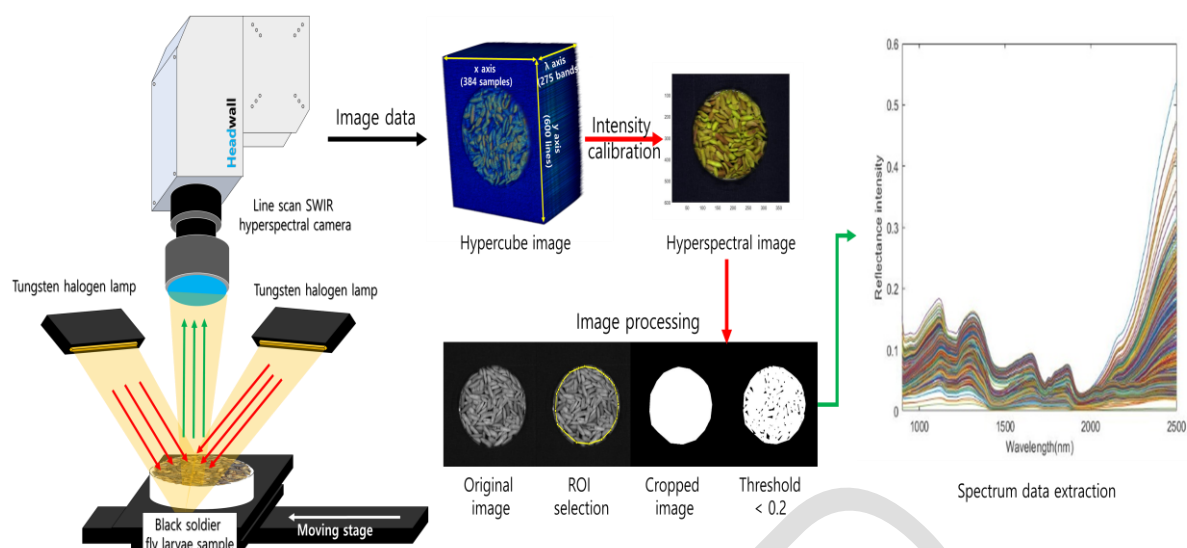 Headwall
Line scan SWIR
hyperspectral camera
Tungsten halogen lamp
Tungsten halogen lamp
Black soldier
fly larvae sample
Moving stage
Image data
x axis
(384 samples)
λ axis
(275 bands)
y axis
(600 lines)
Hypercube image
Intensity
calibration
Hyperspectral image
Image processing
Original
image
ROI
selection
Cropped
image
Threshold
< 0.2
0.6
0.5
0.4
0.3
0.2
0.1
0
Reflectance intensity
1000 1500 2000 2500
Wavelength(nm)
Spectrum data extraction